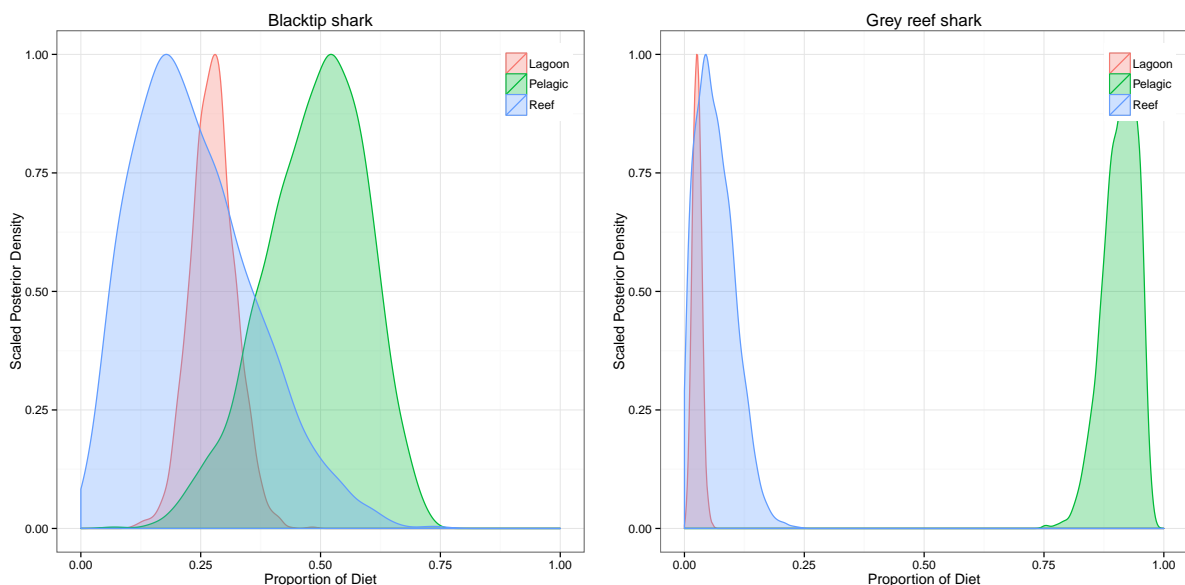 Blacktip shark
1.00
0.75
0.50
0.25
0.00
Scaled Posterior Density
Lagoon
Pelagic
Reef
0.00 0.25 0.50 0.75 1.00
Proportion of Diet
Grey reef shark
1.00
0.75
0.50
0.25
0.00
Scaled Posterior Density
Lagoon
Pelagic
Reef
0.00 0.25 0.50 0.75 1.00
Proportion of Diet